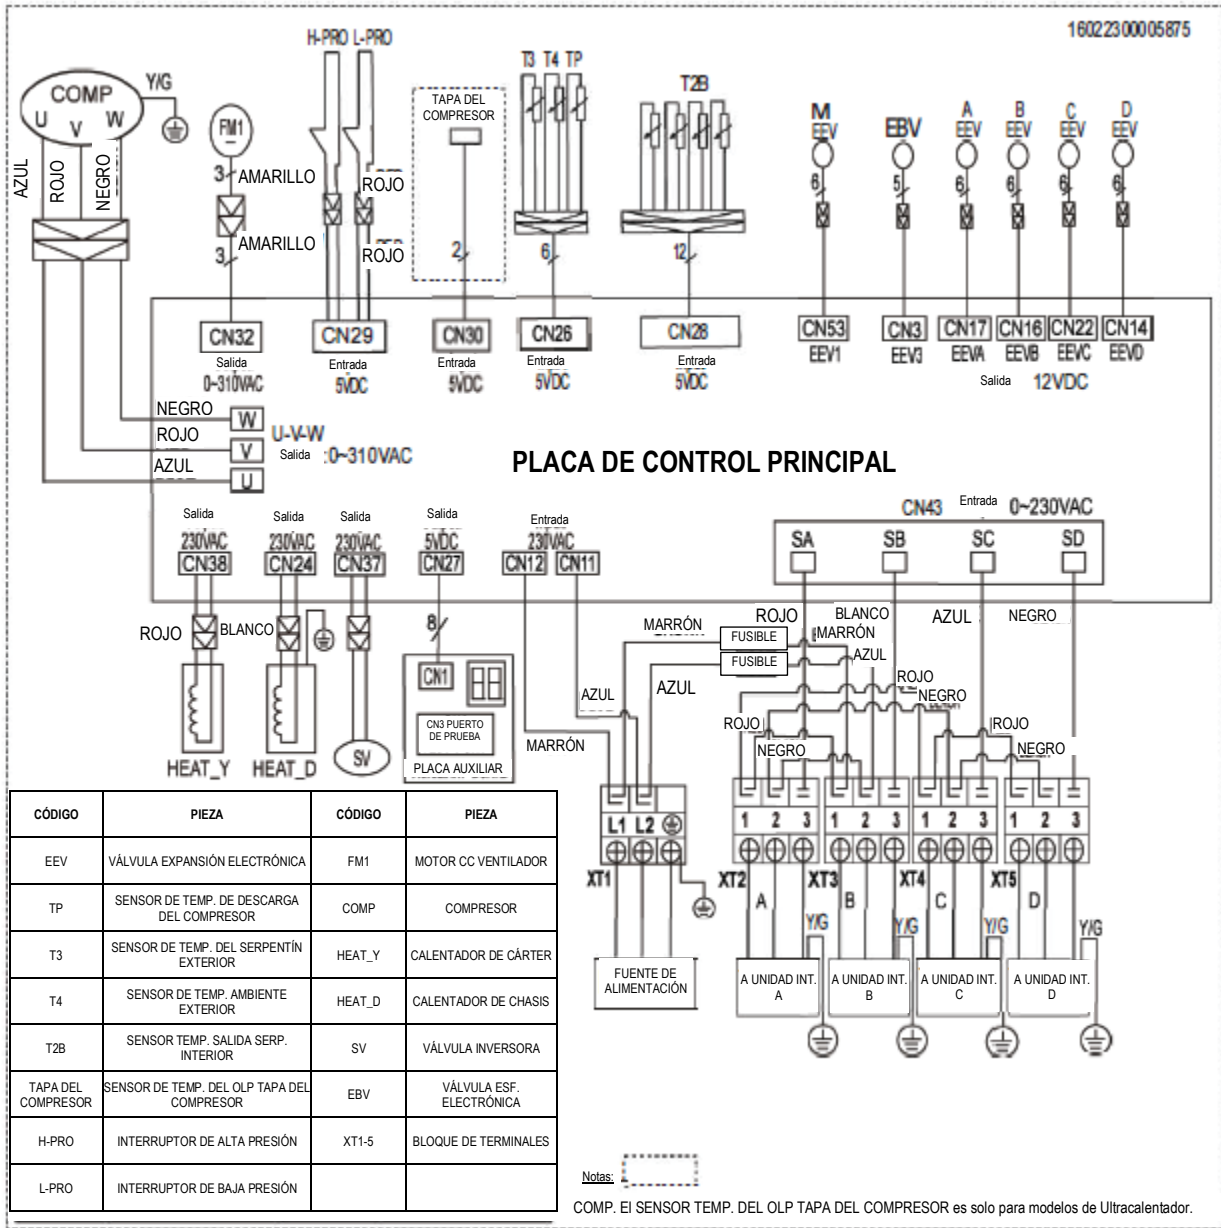 16022300005875
H-PRO L-PRO
T3 T4 TP
T2B
COMP
U V W
Y/G
FM1
TAPA DEL
COMPRESOR
M
EEV
EBV
A
EEV
B
EEV
C
EEV
D
EEV
AZUL
ROJO
NEGRO
3
AMARILLO
3
AMARILLO
ROJO
ROJO
2
6
12
6
5
6
6
6
6
CN32
Salida
0~310VAC
CN29
Entrada
5VDC
CN30
Entrada
5VDC
CN26
Entrada
5VDC
CN28
Entrada
5VDC
CN53
EEV1
CN3
EEV3
CN17
EEVA
CN16
EEVB
CN22
EEVC
CN14
EEVD
Salida 12VDC
NEGRO
W
ROJO
V
AZUL
U
U-V-W
Salida :0~310VAC
PLACA DE CONTROL PRINCIPAL
Salida
230VAC
CN38
Salida
230VAC
CN24
Salida
230VAC
CN37
Salida
5VDC
CN27
Entrada
230VAC
CN12 CN11
CN43 Entrada 0~230VAC
SA SB SC SD
ROJO
BLANCO
8
ROJO
BLANCO
AZUL
NEGRO
MARRÓN
FUSIBLE
MARRÓN
FUSIBLE
AZUL
AZUL
AZUL
MARRÓN
ROJO
NEGRO
ROJO
NEGRO
ROJO
NEGRO
CN1
CN3 PUERTO
DE PRUEBA
PLACA AUXILIAR
HEAT_Y
HEAT_D
SV
L1 L2
1 2 3
1 2 3
1 2 3
1 2 3
XT1
XT2
XT3
XT4
XT5
A
B
C
D
Y/G
Y/G
Y/G
Y/G
FUENTE DE
ALIMENTACIÓN
A UNIDAD INT.
A
A UNIDAD INT.
B
A UNIDAD INT.
C
A UNIDAD INT.
D
CÓDIGO PIEZA CÓDIGO PIEZA
EEV VÁLVULA EXPANSIÓN ELECTRÓNICA FM1 MOTOR CC VENTILADOR
TP SENSOR DE TEMP. DE DESCARGA DEL COMPRESOR COMP COMPRESOR
T3 SENSOR DE TEMP. DEL SERPENTÍN EXTERIOR HEAT_Y CALENTADOR DE CÁRTER
T4 SENSOR DE TEMP. AMBIENTE EXTERIOR HEAT_D CALENTADOR DE CHASIS
T2B SENSOR TEMP. SALIDA SERP. INTERIOR SV VÁLVULA INVERSORA
TAPA DEL COMPRESOR SENSOR DE TEMP. DEL OLP TAPA DEL COMPRESOR EBV VÁLVULA ESF. ELECTRÓNICA
H-PRO INTERRUPTOR DE ALTA PRESIÓN XT1-5 BLOQUE DE TERMINALES
L-PRO INTERRUPTOR DE BAJA PRESIÓN
Notas:
COMP. El SENSOR TEMP. DEL OLP TAPA DEL COMPRESOR es solo para modelos de Ultracalentador.